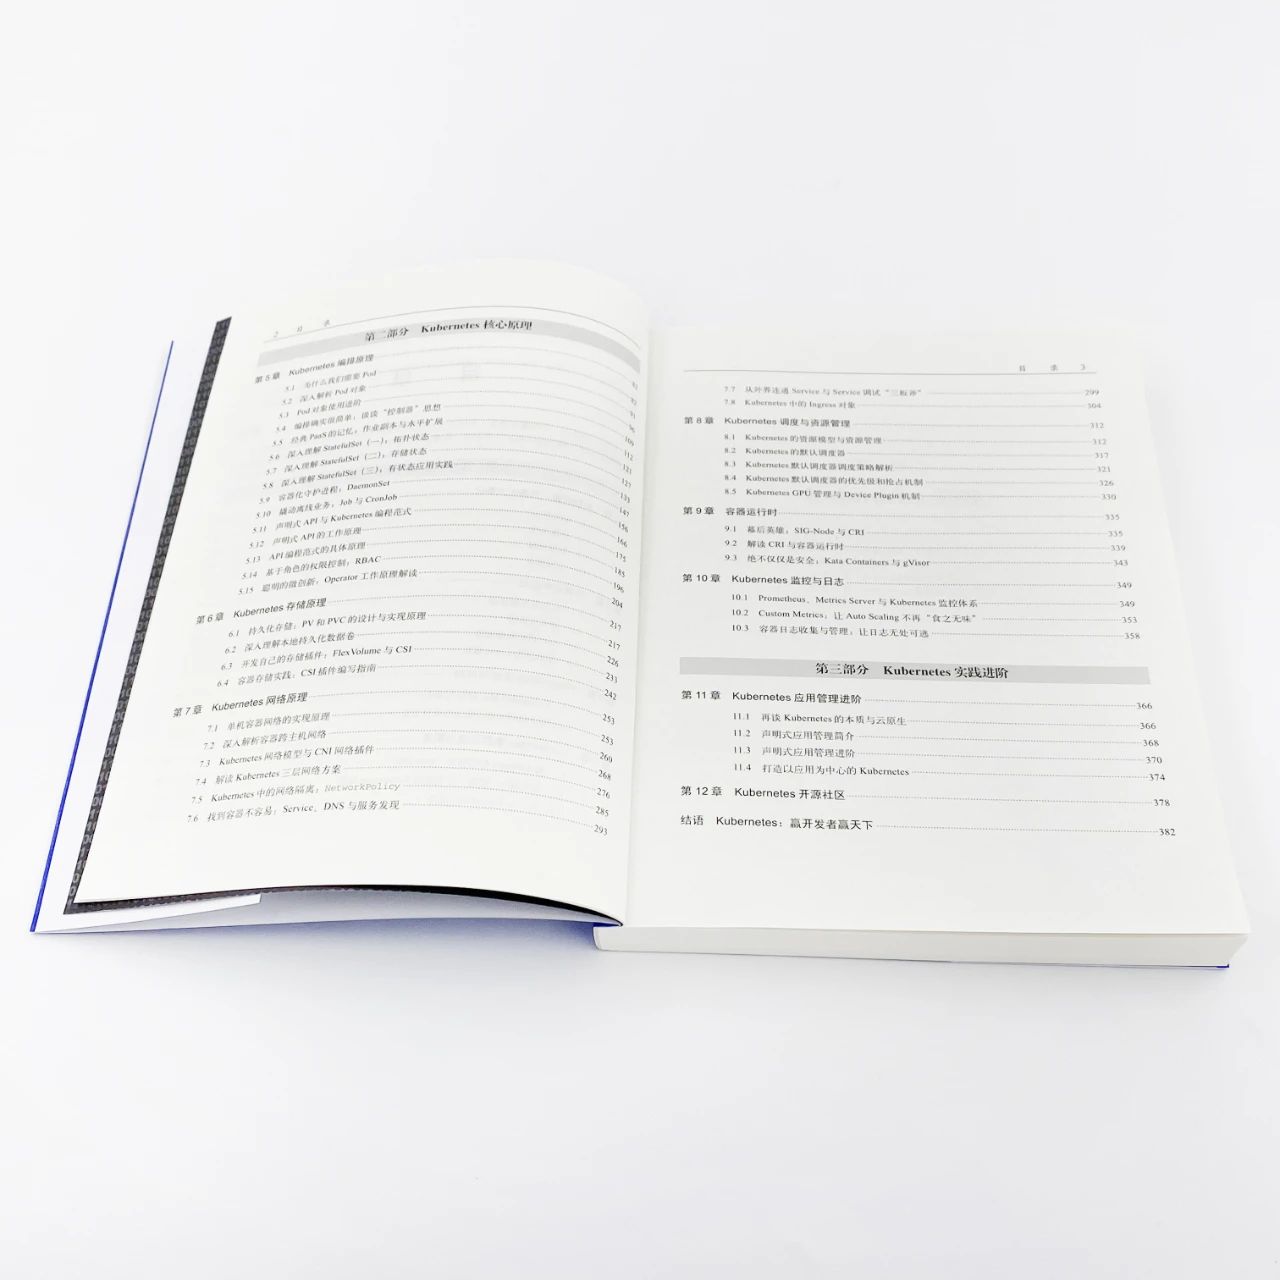 2 目 录
第二部分 Kubernetes 核心原理
第 5 章 Kubernetes 编排原理 82
5.1 为什么我们需要 Pod 82
5.2 深入解析 Pod 对象 91
5.3 Pod 对象使用进阶 96
5.4 编排确实很简单：谈谈“控制器”思想 109
5.5 经典 PaaS 的记忆：作业副本与水平扩展 112
5.6 深入理解 StatefulSet（一）：拓扑状态 121
5.7 深入理解 StatefulSet（二）：存储状态 127
5.8 深入理解 StatefulSet（三）：有状态应用实践 133
5.9 容器化守护进程：DaemonSet 147
5.10 撬动离线业务：Job 与 CronJob 156
5.11 声明式 API 与 Kubernetes 编程范式 166
5.12 声明式 API 的工作原理 175
5.13 API 编程范式的具体原理 185
5.14 基于角色的权限控制：RBAC 196
5.15 聪明的微创新：Operator 工作原理解读 204
第 6 章 Kubernetes 存储原理 217
6.1 持久化存储：PV 和 PVC 的设计与实现原理 217
6.2 深入理解本地持久化数据卷 226
6.3 开发自己的存储插件：FlexVolume 与 CSI 231
6.4 容器存储实践：CSI 插件编写指南 242
第 7 章 Kubernetes 网络原理 253
7.1 单机容器网络的实现原理 253
7.2 深入解析容器跨主机网络 260
7.3 Kubernetes 网络模型与 CNI 网络插件 268
7.4 解读 Kubernetes 三层网络方案 276
7.5 Kubernetes 中的网络隔离：NetworkPolicy 285
7.6 找到容器不容易：Service、DNS 与服务发现 293
目 录 3
7.7 从外界连通 Service 与 Service 调试“三板斧” 299
7.8 Kubernetes 中的 Ingress 对象 304
第 8 章 Kubernetes 调度与资源管理 312
8.1 Kubernetes 的资源模型与资源管理 312
8.2 Kubernetes 的默认调度器 317
8.3 Kubernetes 默认调度器调度策略解析 321
8.4 Kubernetes 默认调度器的优先级和抢占机制 326
8.5 Kubernetes GPU 管理与 Device Plugin 机制 330
第 9 章 容器运行时 335
9.1 幕后英雄：SIG-Node 与 CRI 335
9.2 解读 CRI 与容器运行时 339
9.3 绝不仅仅是安全：Kata Containers 与 gVisor 343
第 10 章 Kubernetes 监控与日志 349
10.1 Prometheus、Metrics Server 与 Kubernetes 监控体系 349
10.2 Custom Metrics：让 Auto Scaling 不再“食之无味” 353
10.3 容器日志收集与管理：让日志无处可逃 358
第三部分 Kubernetes 实践进阶
第 11 章 Kubernetes 应用管理进阶 366
11.1 再谈 Kubernetes 的本质与云原生 366
11.2 声明式应用管理简介 368
11.3 声明式应用管理进阶 370
11.4 打造以应用为中心的 Kubernetes 374
第 12 章 Kubernetes 开源社区 378
结语 Kubernetes：赢开发者赢天下 382